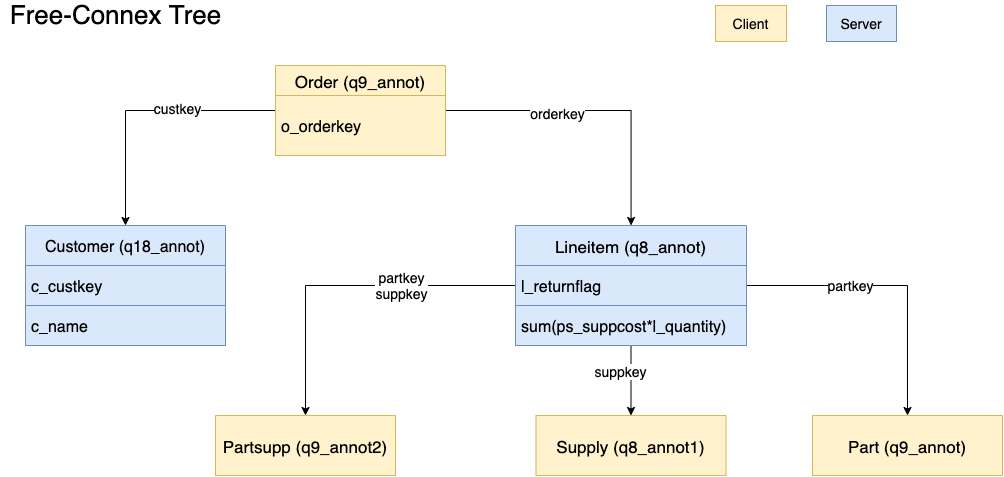 Free-Connex Tree
Client
Server
Order (q9_annot)
o_orderkey
custkey
orderkey
Customer (q18_annot)
c_custkey
c_name
Lineitem (q8_annot)
l_returnflag
sum(ps_suppcost*l_quantity)
partkey
suppkey
partkey
suppkey
Partsupp (q9_annot2)
Supply (q8_annot1)
Part (q9_annot)